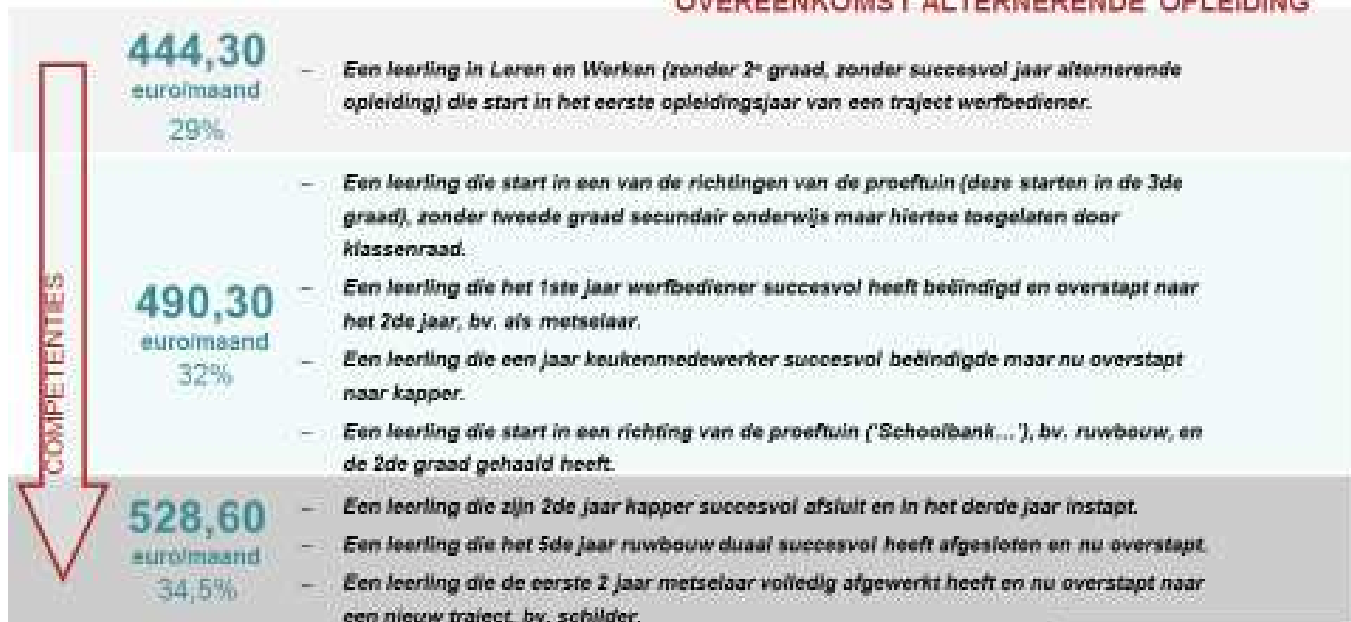 OVEREENKOMST ALTERNERENDE OPLEIDING
444,30
euro/maand
29%
– Een leerling in Leren en Werken (zonder 2e graad, zonder succesvol jaar alternerende
opleiding) die start in het eerste opleidingsjaar van een traject werfbediener.
– Een leerling die start in een van de richtingen van de proeftuin (deze starten in de 3de
graad), zonder tweede graad secundair onderwijs maar hiertoe toegelaten door
klassenraad.
490,30
euro/maand
32%
– Een leerling die het 1ste jaar werfbediener succesvol heeft beëindigd en overstapt naar
het 2de jaar, bv. als metselaar.
– Een leerling die een jaar keukenmedewerker succesvol beëindigde maar nu overstapt
naar kapper.
– Een leerling die start in een richting van de proeftuin ('Schoolbank...'), bv. ruwbouw, en
de 2de graad gehaald heeft.
COMPETENTIES
528,60
euro/maand
34,5%
– Een leerling die zijn 2de jaar kapper succesvol afsluit en in het derde jaar instapt.
– Een leerling die het 5de jaar ruwbouw duaal succesvol heeft afgesloten en nu overstapt.
– Een leerling die de eerste 2 jaar metselaar volledig afgewerkt heeft en nu overstapt naar
een nieuw traject, bv. schilder.